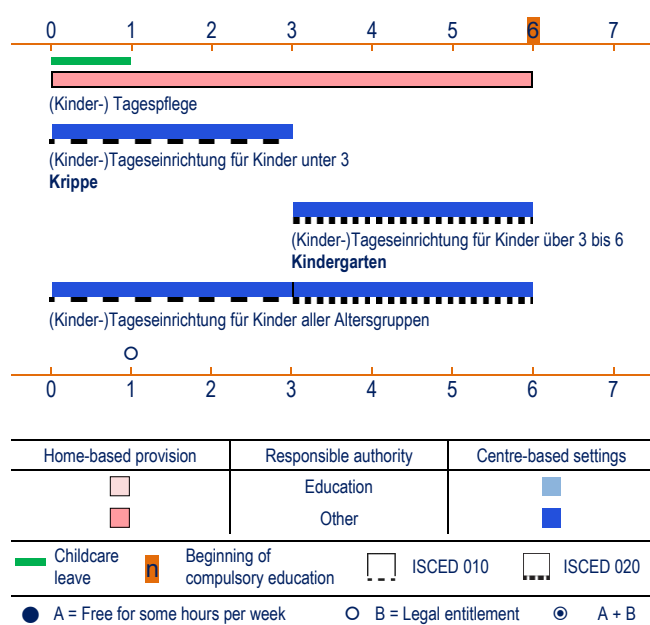 0 1 2 3 4 5 6 7
(Kinder-) Tagespflege
(Kinder-)Tageseinrichtung für Kinder unter 3
Krippe
(Kinder-)Tageseinrichtung für Kinder über 3 bis 6
Kindergarten
(Kinder-)Tageseinrichtung für Kinder aller Altersgruppen
0 1 2 3 4 5 6 7
Home-based provision Responsible authority Centre-based settings
Education
Other
Childcare leave n Beginning of compulsory education ISCED 010 ISCED 020
A = Free for some hours per week B = Legal entitlement A + B